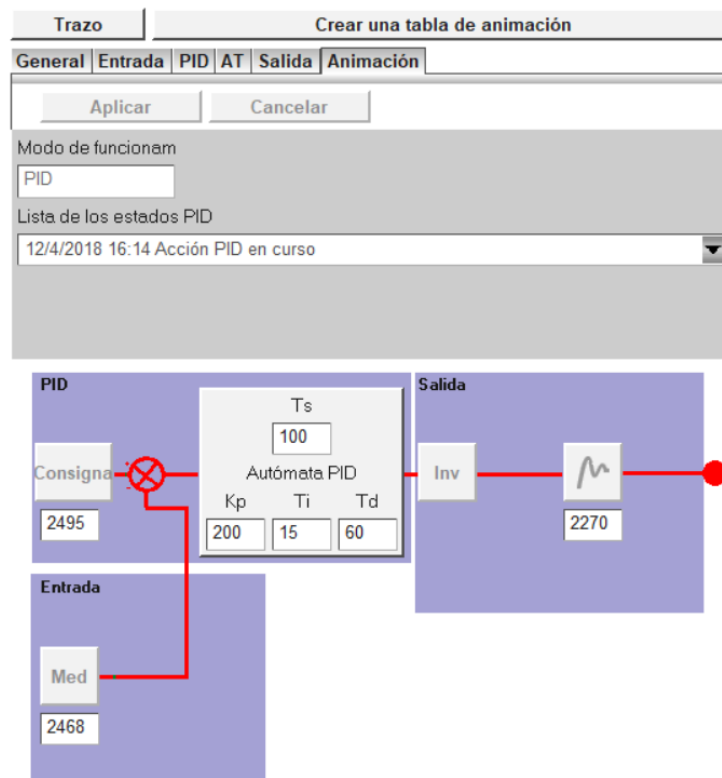 Trazo Crear una tabla de animación
General Entrada PID AT Salida Animación
Aplicar Cancelar
Modo de funcionam
PID
Lista de los estados PID
12/4/2018 16:14 Acción PID en curso
PID
Ts
100
Autómata PID
Kp Ti Td
200 15 60
Consigna
2495
Salida
Inv
2270
Entrada
Med
2468